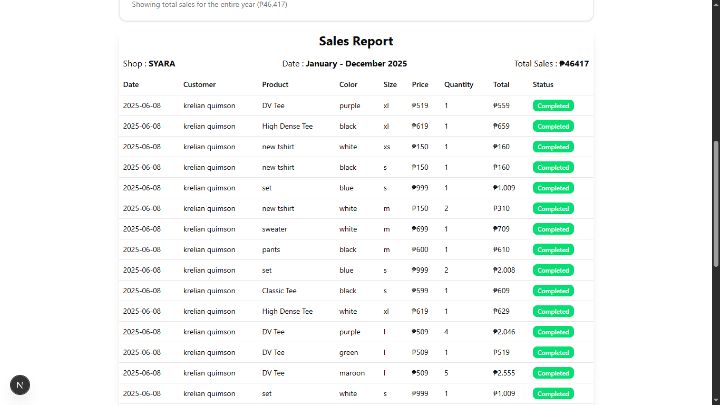 Showing total sales for the entire year (₱46,417)
Sales Report
Shop : SYARA Date : January - December 2025 Total Sales : ₱46417
Date Customer Product Color Size Price Quantity Total Status
2025-06-08 krelian quimson DV Tee purple xl ₱519 1 ₱559 Completed
2025-06-08 krelian quimson High Dense Tee black xl ₱619 1 ₱659 Completed
2025-06-08 krelian quimson new tshirt white xs ₱150 1 ₱160 Completed
2025-06-08 krelian quimson new tshirt black s ₱150 1 ₱160 Completed
2025-06-08 krelian quimson set blue s ₱999 1 ₱1,009 Completed
2025-06-08 krelian quimson new tshirt white m ₱150 2 ₱310 Completed
2025-06-08 krelian quimson sweater white m ₱699 1 ₱709 Completed
2025-06-08 krelian quimson pants black m ₱600 1 ₱610 Completed
2025-06-08 krelian quimson set blue s ₱999 2 ₱2,008 Completed
2025-06-08 krelian quimson Classic Tee black s ₱599 1 ₱609 Completed
2025-06-08 krelian quimson High Dense Tee white xl ₱619 1 ₱629 Completed
2025-06-08 krelian quimson DV Tee purple l ₱509 4 ₱2,046 Completed
2025-06-08 krelian quimson DV Tee green l ₱509 1 ₱519 Completed
2025-06-08 krelian quimson DV Tee maroon l ₱509 5 ₱2,555 Completed
2025-06-08 krelian quimson set white s ₱999 1 ₱1,009 Completed
N